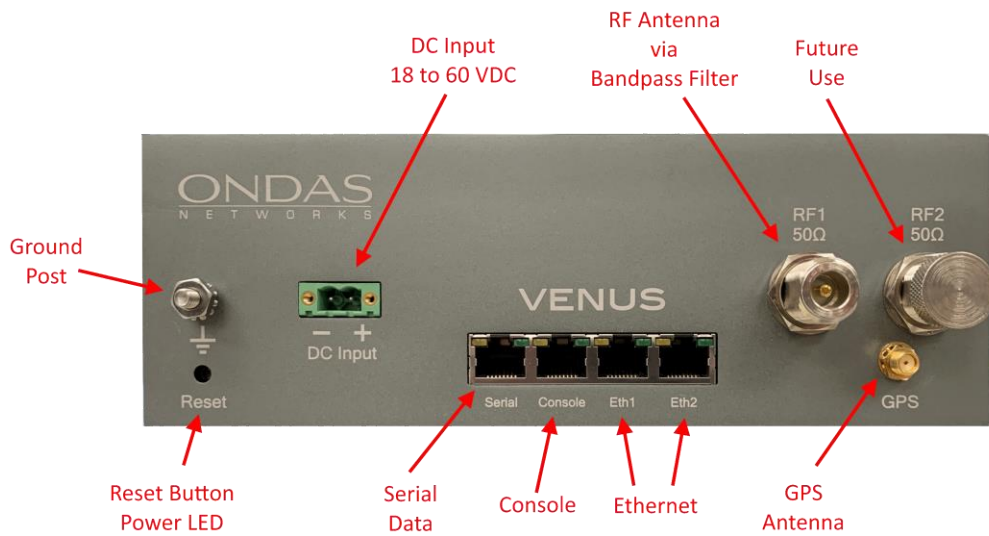 DC Input
18 to 60 VDC
RF Antenna
via
Bandpass Filter
Future
Use
Ground
Post
ONDAS
NETWORKS
RF1
50Ω
RF2
50Ω
VENUS
− +
DC Input
Reset
Serial Console Eth1 Eth2
GPS
Reset Button
Power LED
Serial
Data
Console
Ethernet
GPS
Antenna